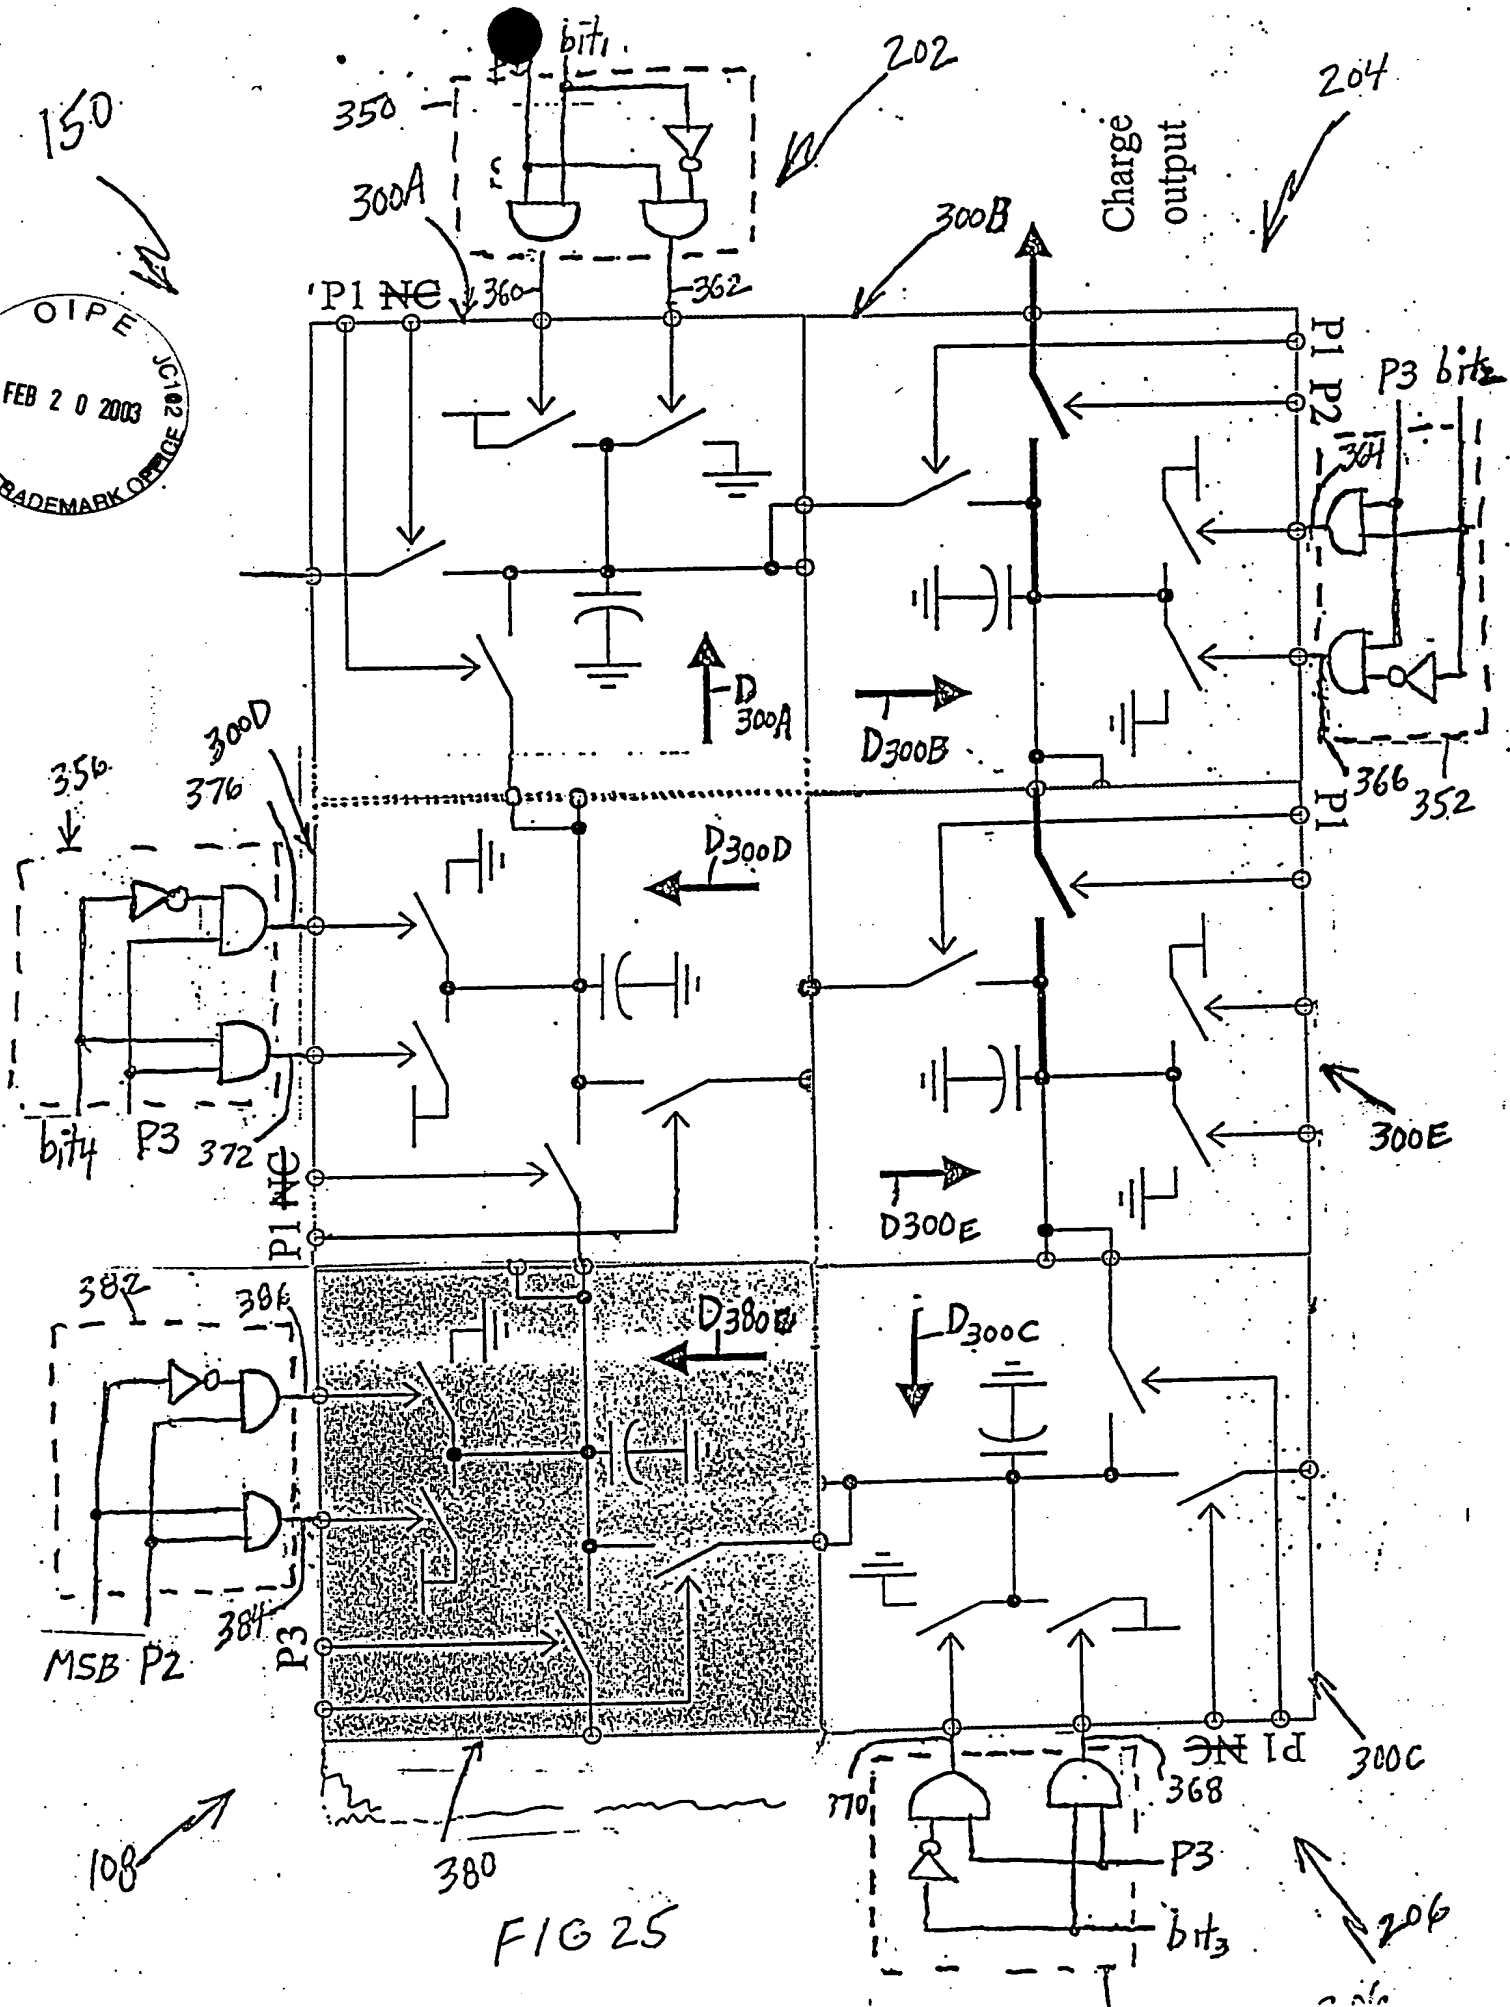 bit1
202
204
150
350
300A
Charge
output
300B
P1 NC
360
362
OIPE
JC102
FEB 20 2003
TRADEMARK OFFICE
P1
P2
P3
bit2
364
D
300A
D300B
366
352
300D
376
356
P1
D300D
bit4
P3
372
P1 NC
300E
D300E
382
386
D380
D300C
384
MSB
P2
P3
NC P1
300C
370
368
P3
bit3
108
380
206
FIG 25